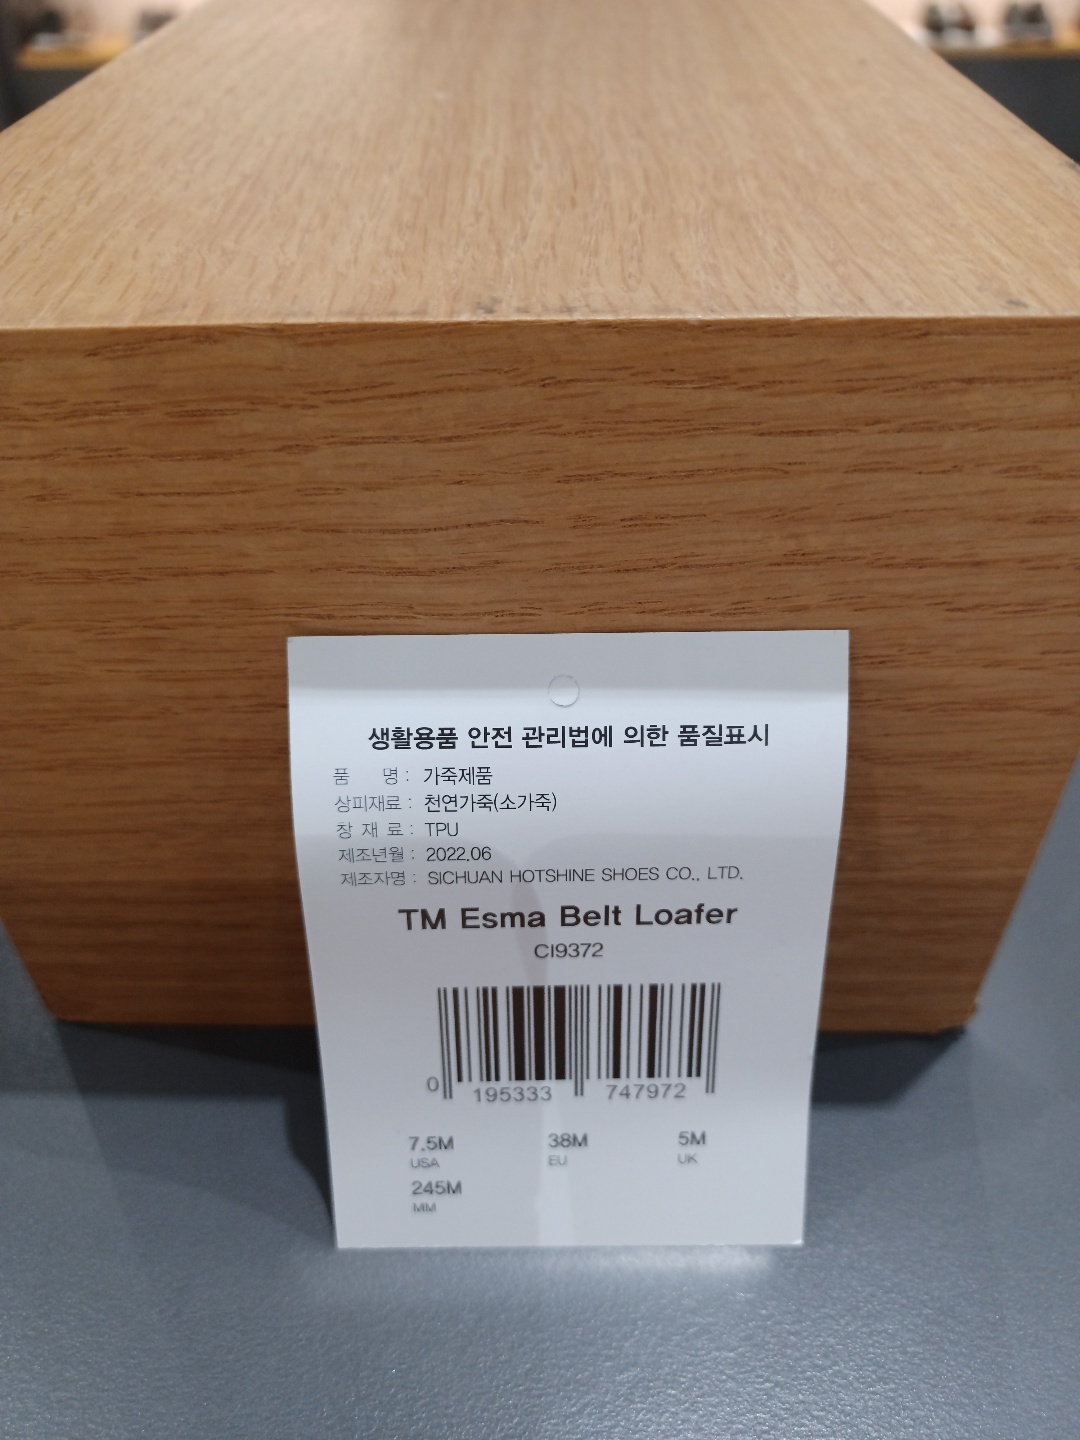 생활용품 안전 관리법에 의한 품질표시
품 명 : 가죽제품
상피재료 : 천연가죽(소가죽)
창 재 료 : TPU
제조년월 : 2022.06
제조자명 : SICHUAN HOTSHINE SHOES CO., LTD.
TM Esma Belt Loafer
CI9372
0 195333 747972
7.5M 38M 5M
USA EU UK
245M
MM